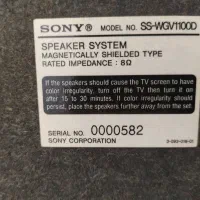 SONY® MODEL NO. SS-WGV1100D
SPEAKER SYSTEM
MAGNETICALLY SHIELDED TYPE
RATED IMPEDANCE : 8Ω
If the speakers should cause the TV screen to have
color irregularity, turn off the TV then turn it on
after 15 to 30 minutes. If color irregularity should
persist, place the speakers farther away from the set.
SERIAL NO. 0000582
SONY CORPORATION